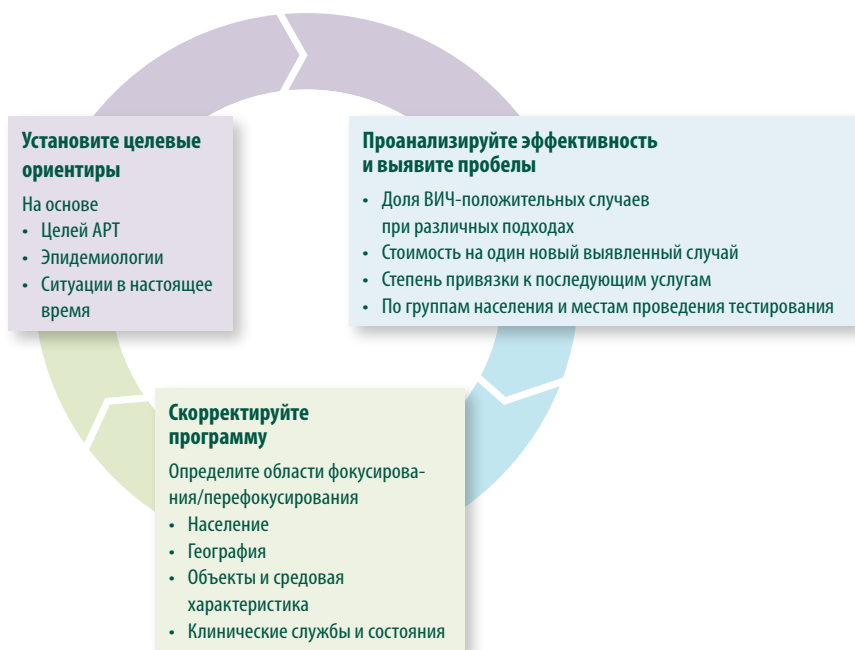 Установите целевые
ориентиры
На основе
• Целей АРТ
• Эпидемиологии
• Ситуации в настоящее
время
Проанализируйте эффективность
и выявите пробелы
• Доля ВИЧ-положительных случаев
при различных подходах
• Стоимость на один новый выявленный случай
• Степень привязки к последующим услугам
• По группам населения и местам проведения тестирования
Скорректируйте
программу
Определите области фокусирова-
ния/перефокусирования
• Население
• География
• Объекты и средовая
характеристика
• Клинические службы и состояния